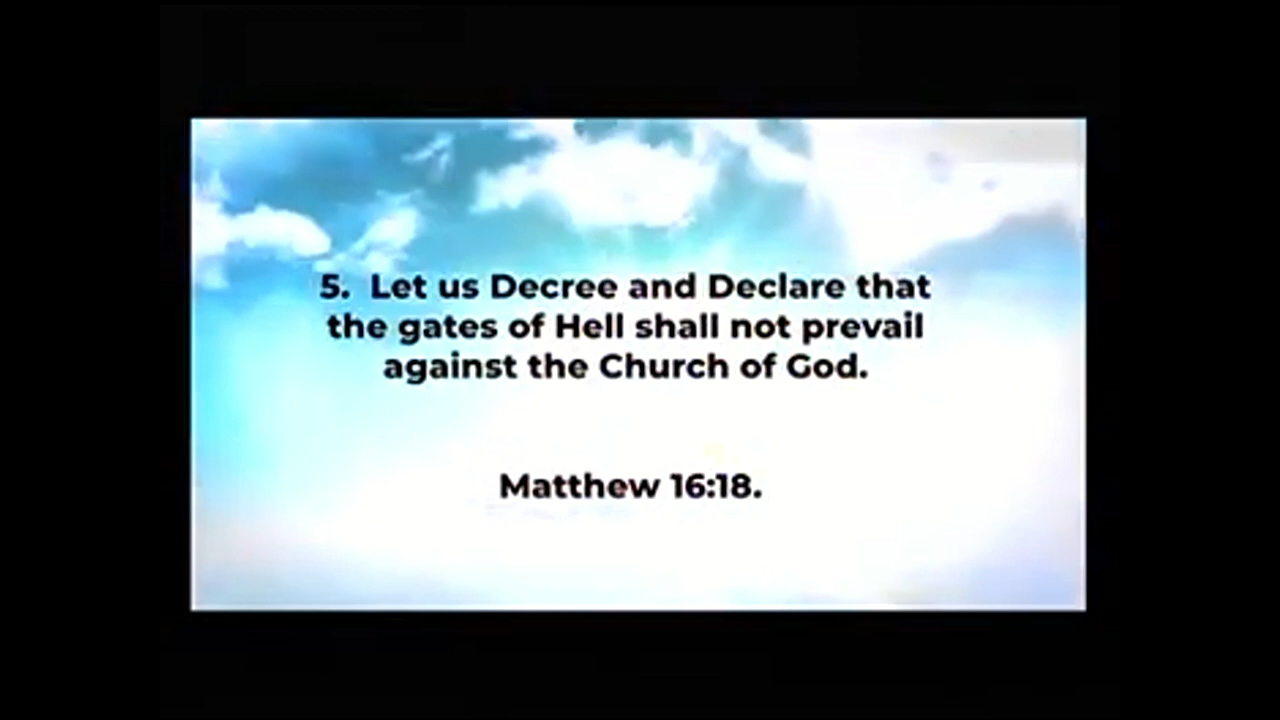 5. Let us Decree and Declare that
the gates of Hell shall not prevail
against the Church of God.
Matthew 16:18.